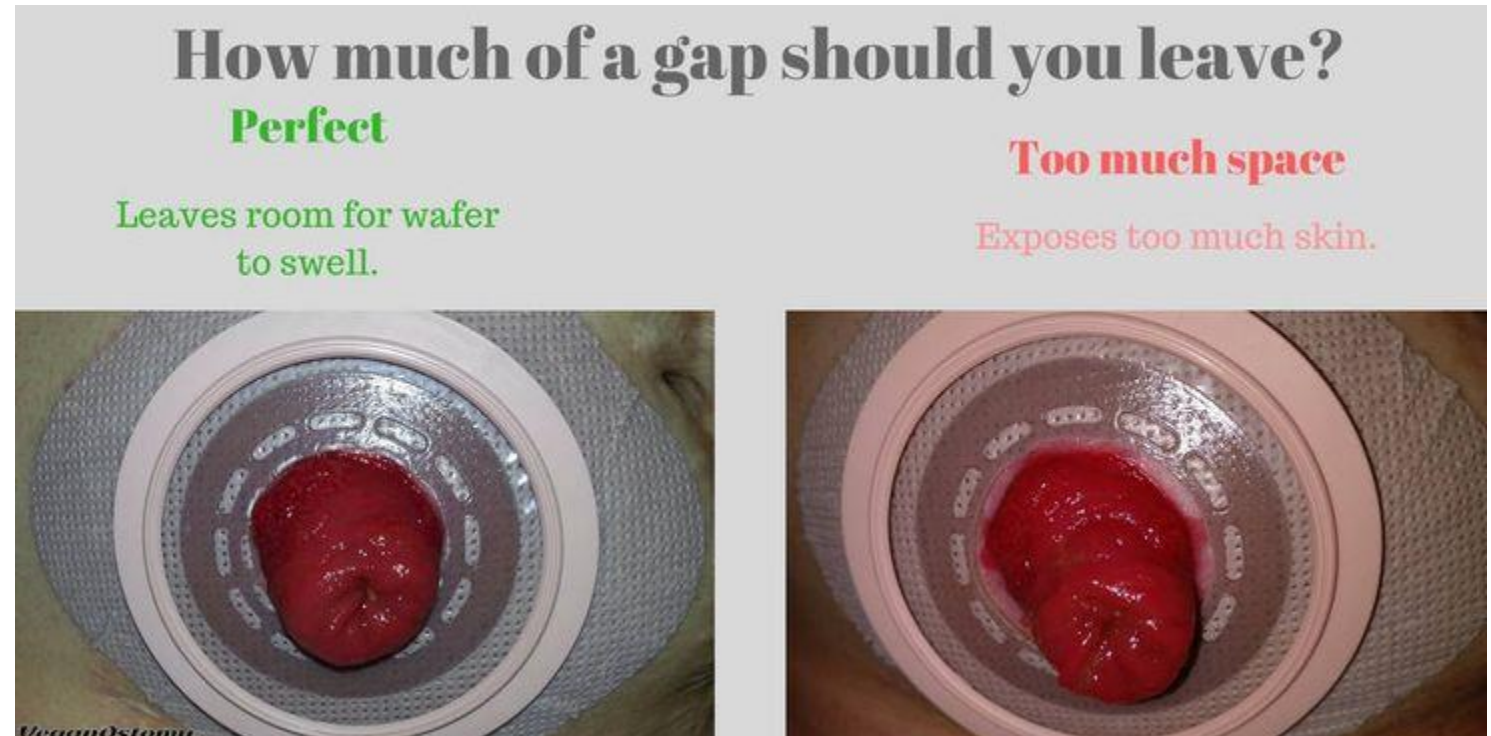 How much of a gap should you leave?
Perfect
Leaves room for wafer
to swell.
Too much space
Exposes too much skin.
VeganOstomy